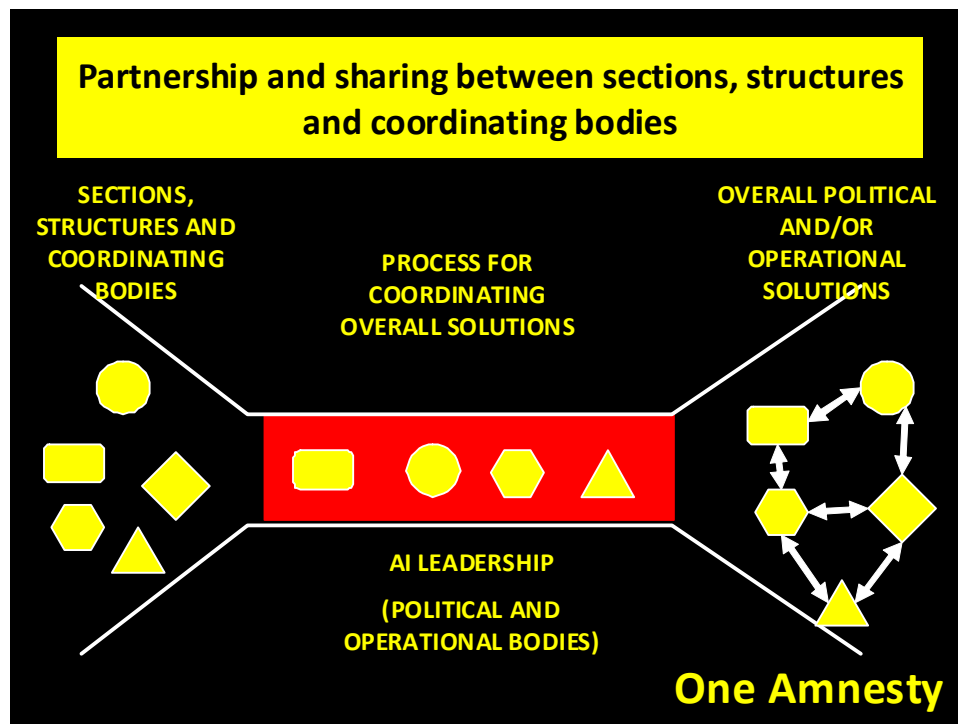 Partnership and sharing between sections, structures
and coordinating bodies
SECTIONS,
STRUCTURES AND
COORDINATING
BODIES
PROCESS FOR
COORDINATING
OVERALL SOLUTIONS
OVERALL POLITICAL
AND/OR
OPERATIONAL
SOLUTIONS
AI LEADERSHIP
(POLITICAL AND
OPERATIONAL BODIES)
One Amnesty